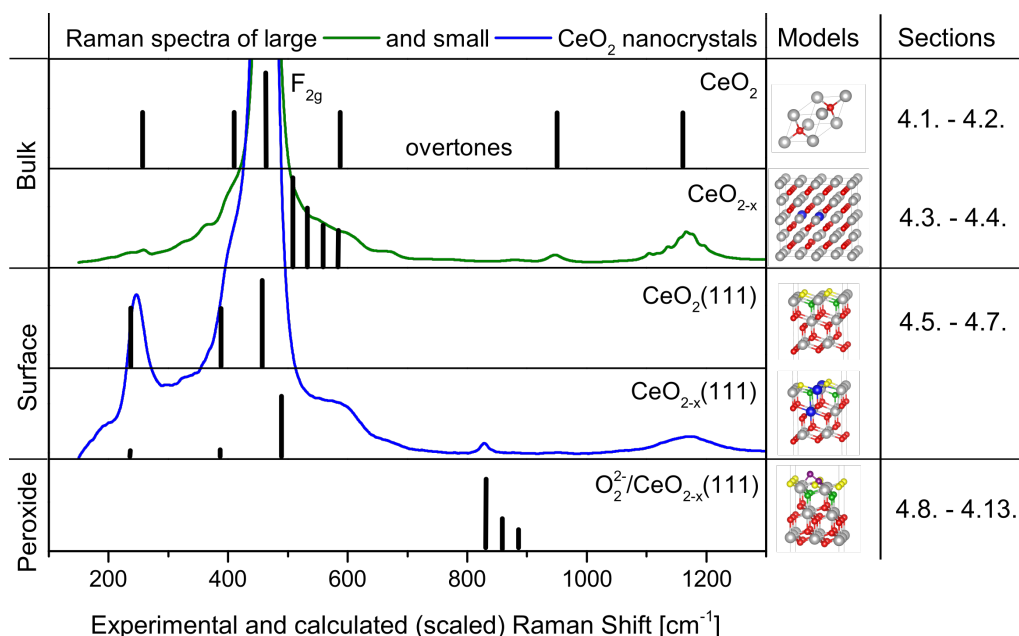 Raman spectra of large and small CeO₂ nanocrystals Models Sections
Bulk
F₂g
CeO₂
overtones
4.1. - 4.2.
CeO₂₋ₓ
4.3. - 4.4.
Surface
CeO₂(111)
4.5. - 4.7.
CeO₂₋ₓ(111)
Peroxide
O₂²⁻/CeO₂₋ₓ(111)
4.8. - 4.13.
200 400 600 800 1000 1200
Experimental and calculated (scaled) Raman Shift [cm⁻¹]